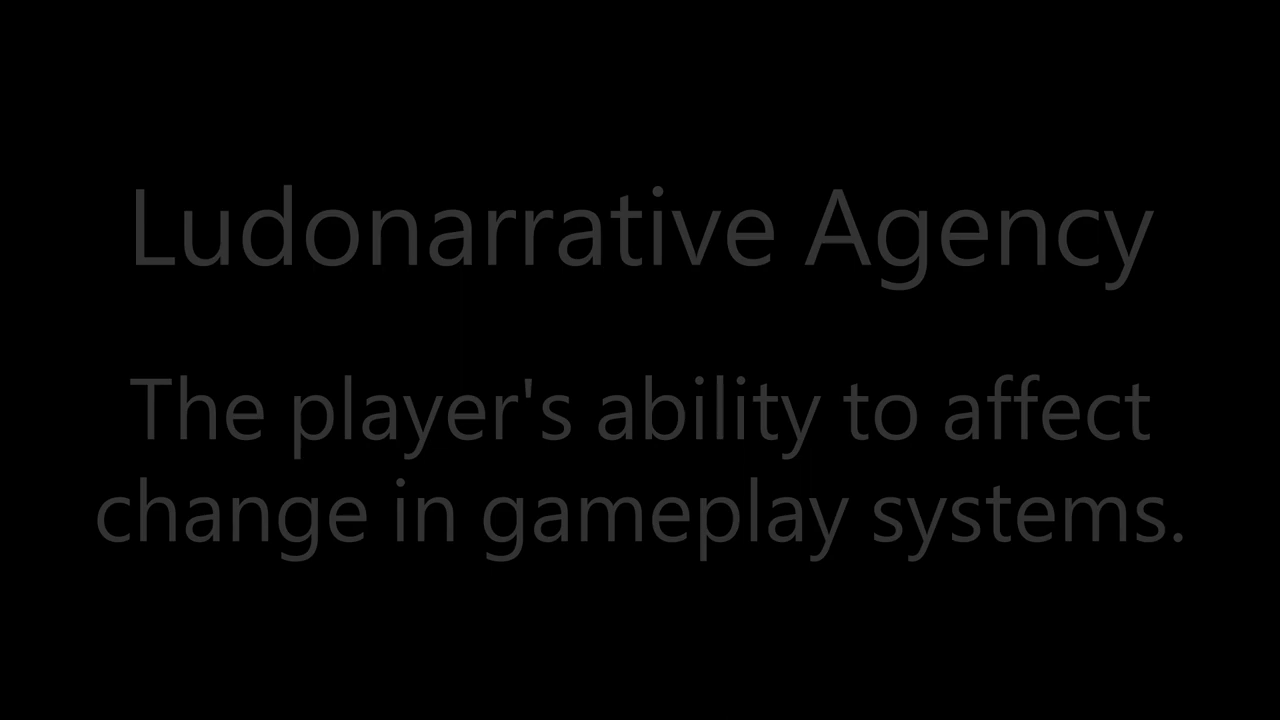 Ludonarrative Agency
The player's ability to affect
change in gameplay systems.